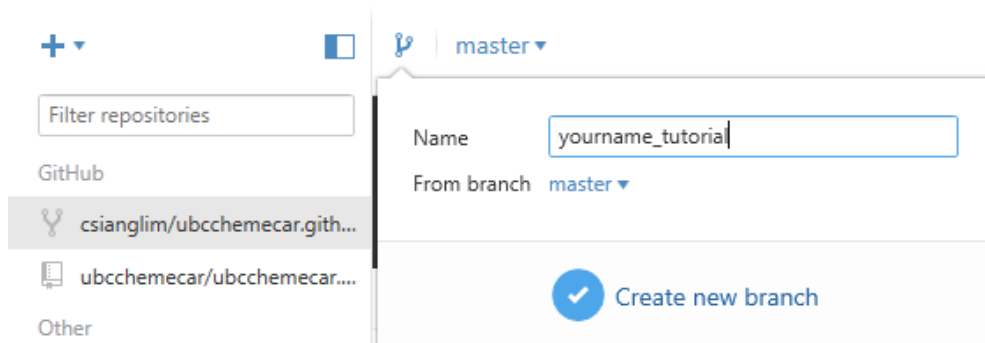 master
Filter repositories
GitHub
csianglim/ubcchemecar.gith...
ubcchemecar/ubcchemecar....
Other
Name yourname_tutorial
From branch master
Create new branch